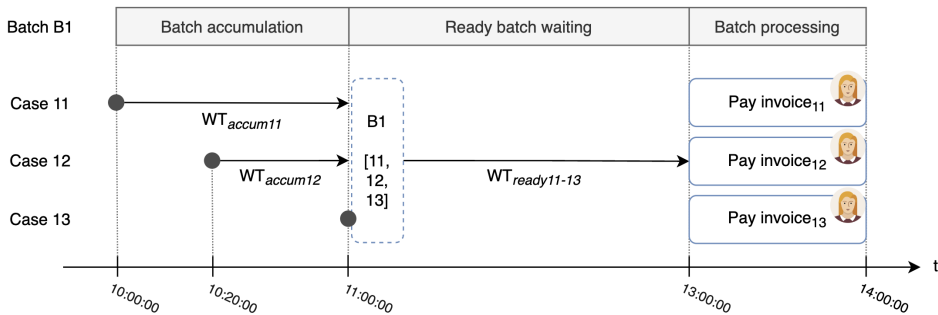 Batch B1
Batch accumulation
Ready batch waiting
Batch processing
Case 11
WTaccum11
Case 12
WTaccum12
Case 13
B1
[11,
12,
13]
WTready11-13
Pay invoice11
Pay invoice12
Pay invoice13
t
10:00:00
10:20:00
11:00:00
13:00:00
14:00:00